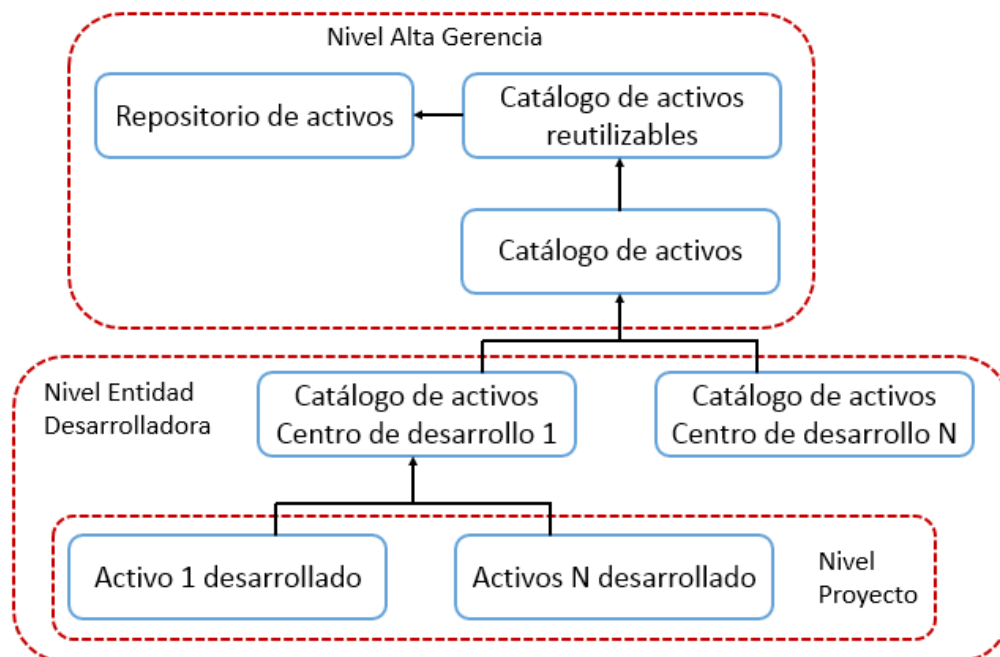 Nivel Alta Gerencia
Repositorio de activos
Catálogo de activos
reutilizables
Catálogo de activos
Nivel Entidad
Desarrolladora
Catálogo de activos
Centro de desarrollo 1
Catálogo de activos
Centro de desarrollo N
Activo 1 desarrollado
Activos N desarrollado
Nivel
Proyecto